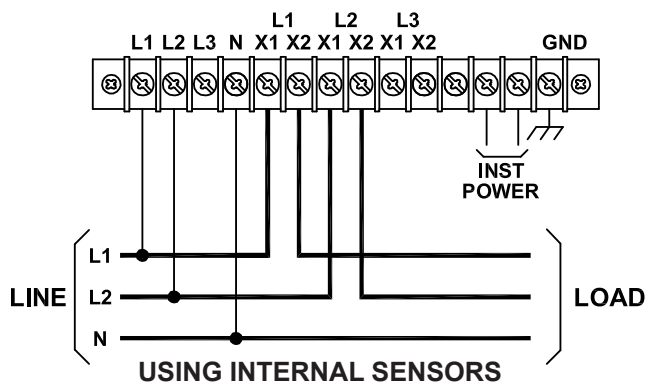 L1 L2 L3
L1 L2 L3 N X1 X2 X1 X2 X1 X2 GND
INST
POWER
L1
LINE L2 LOAD
N
USING INTERNAL SENSORS